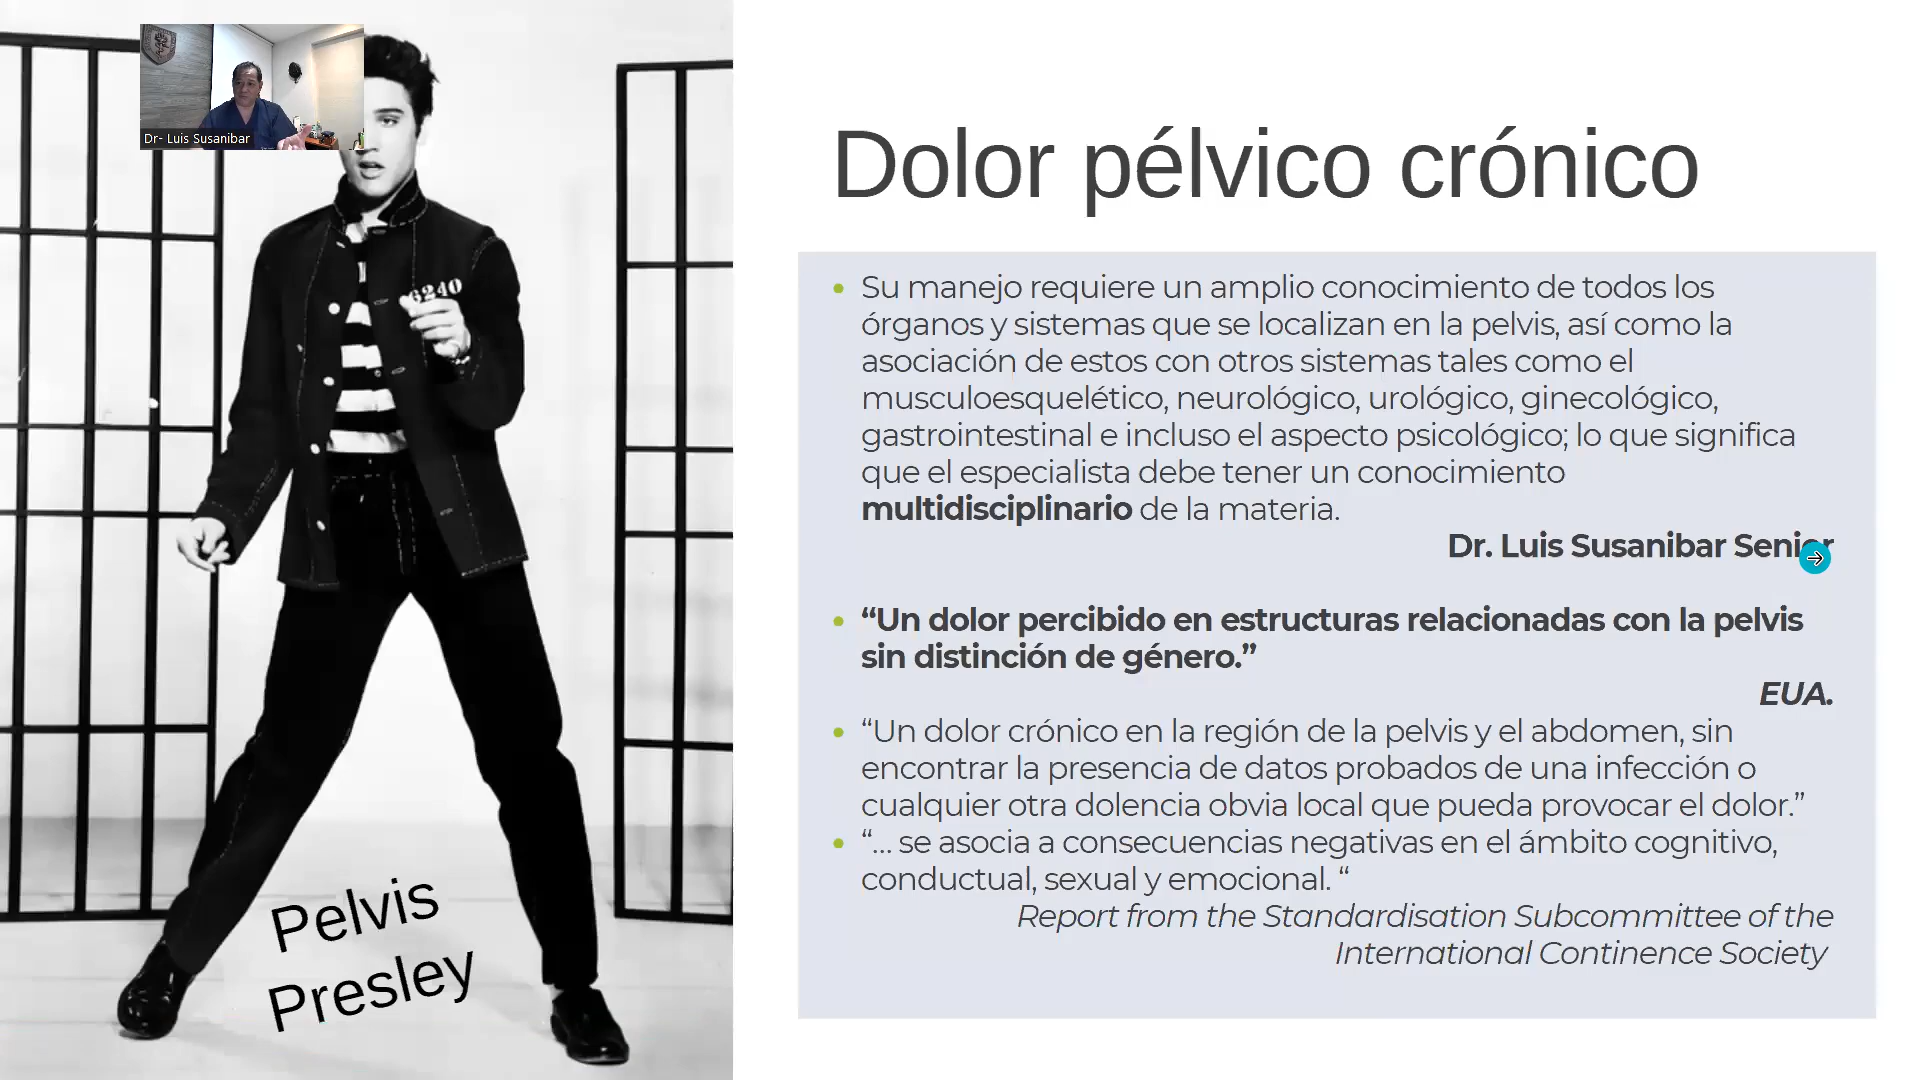 Dr- Luis Susanibar
6240
Pelvis
Presley
Dolor pélvico crónico
• Su manejo requiere un amplio conocimiento de todos los
órganos y sistemas que se localizan en la pelvis, así como la
asociación de estos con otros sistemas tales como el
musculoesquelético, neurológico, urológico, ginecológico,
gastrointestinal e incluso el aspecto psicológico; lo que significa
que el especialista debe tener un conocimiento
multidisciplinario de la materia.
Dr. Luis Susanibar Senior
• “Un dolor percibido en estructuras relacionadas con la pelvis
sin distinción de género.”
EUA.
• “Un dolor crónico en la región de la pelvis y el abdomen, sin
encontrar la presencia de datos probados de una infección o
cualquier otra dolencia obvia local que pueda provocar el dolor.”
• “... se asocia a consecuencias negativas en el ámbito cognitivo,
conductual, sexual y emocional. “
Report from the Standardisation Subcommittee of the
International Continence Society